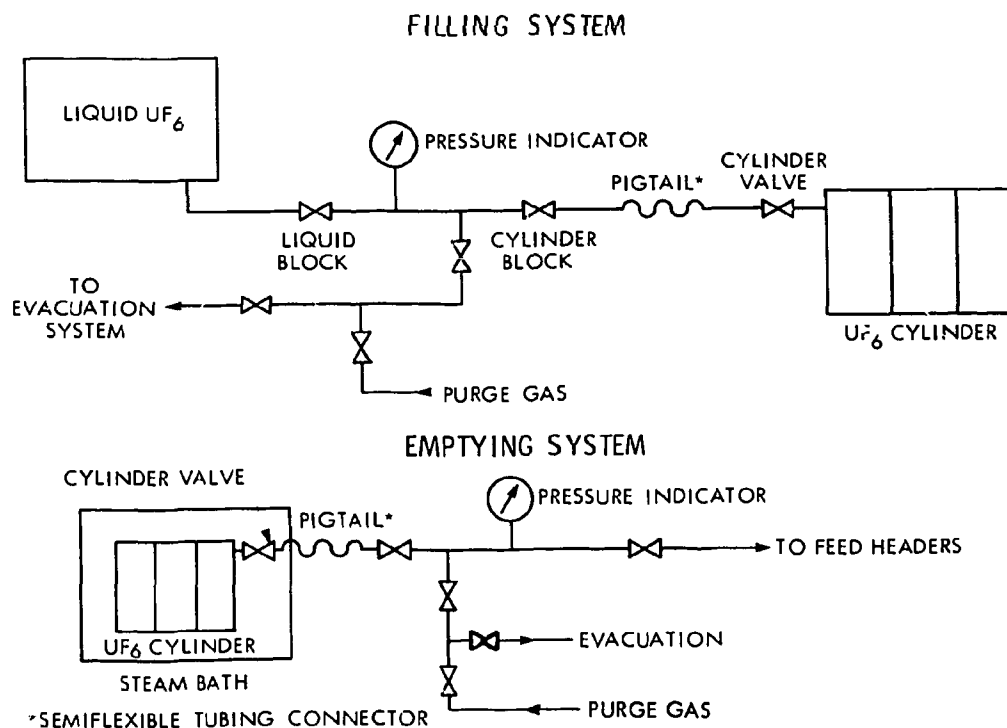 FILLING SYSTEM
LIQUID UF₆
PRESSURE INDICATOR
PIGTAIL*
CYLINDER
VALVE
LIQUID
BLOCK
CYLINDER
BLOCK
TO
EVACUATION
SYSTEM
UF₆ CYLINDER
PURGE GAS
EMPTYING SYSTEM
CYLINDER VALVE
PIGTAIL*
PRESSURE INDICATOR
TO FEED HEADERS
UF₆ CYLINDER
EVACUATION
STEAM BATH
PURGE GAS
*SEMIFLEXIBLE TUBING CONNECTOR